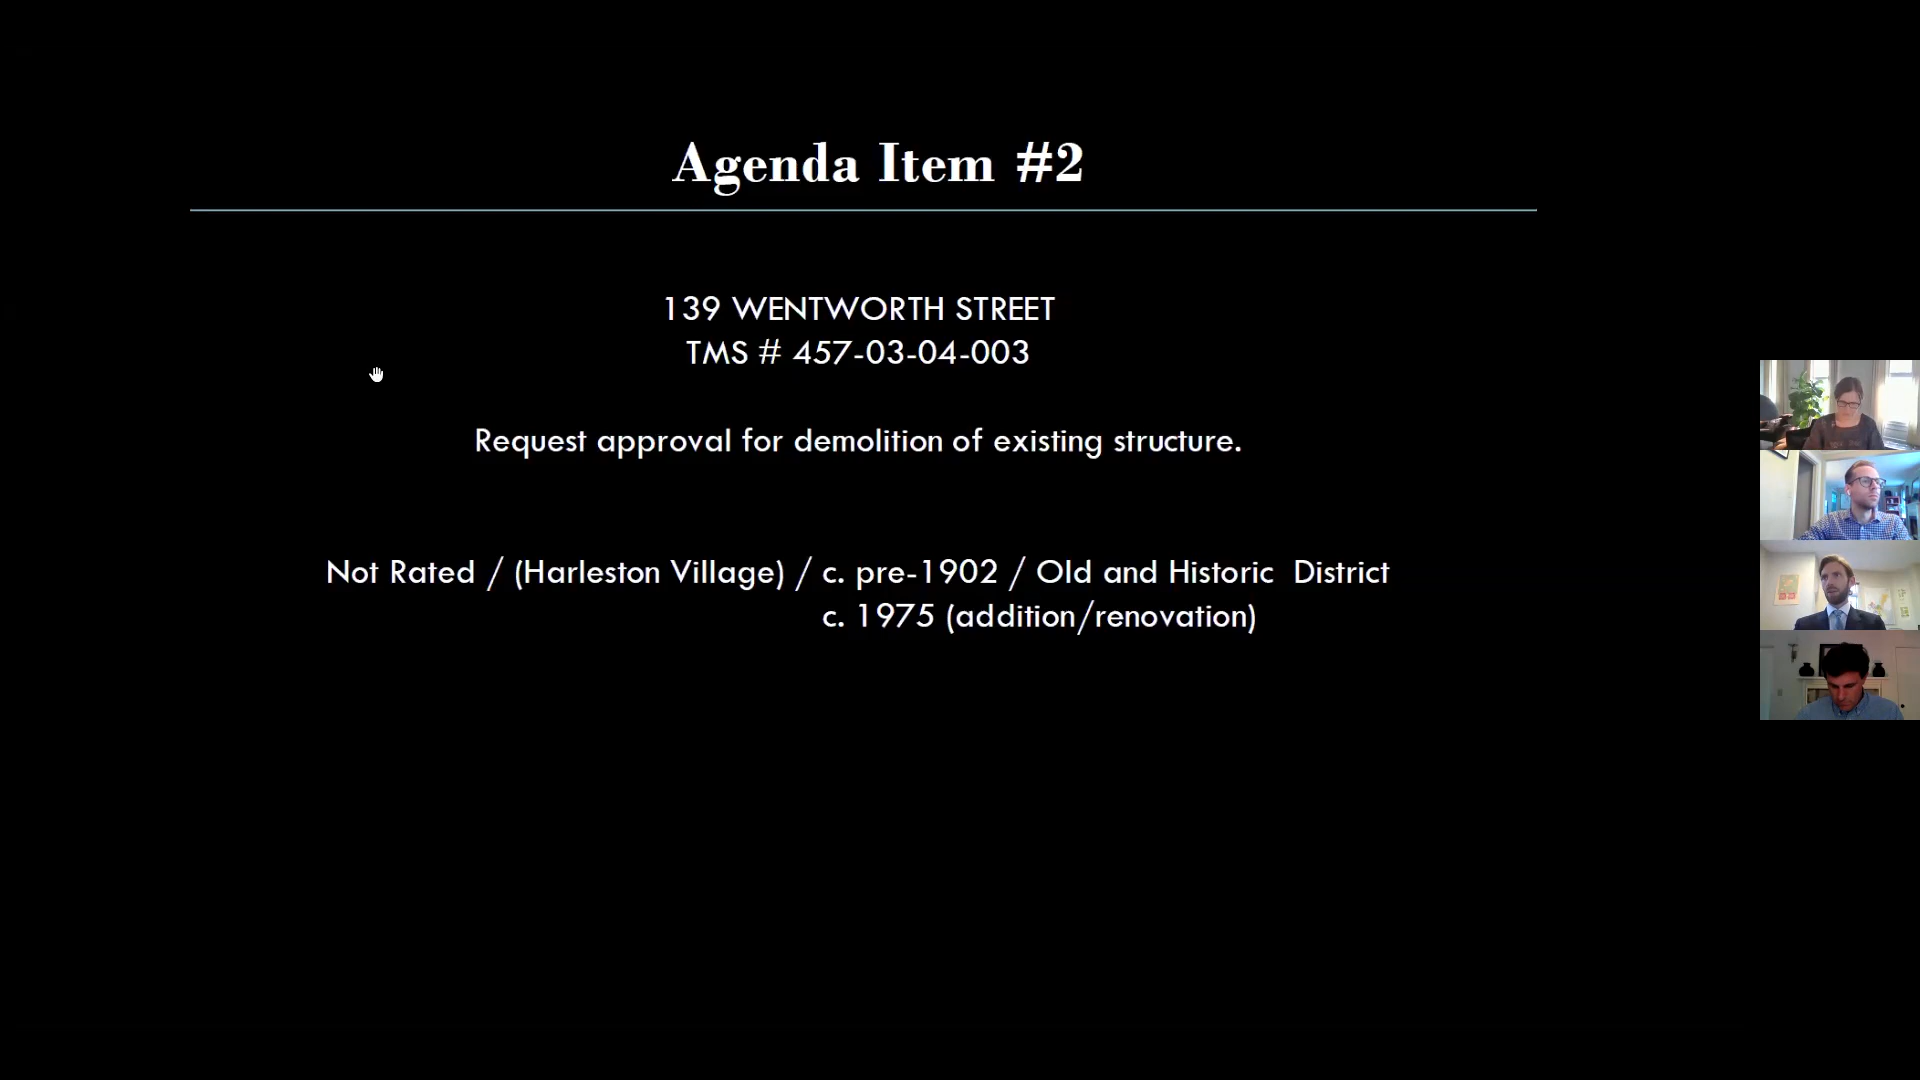 Agenda Item #2
139 WENTWORTH STREET
TMS # 457-03-04-003
Request approval for demolition of existing structure.
Not Rated / (Harleston Village) / c. pre-1902 / Old and Historic District
c. 1975 (addition/renovation)